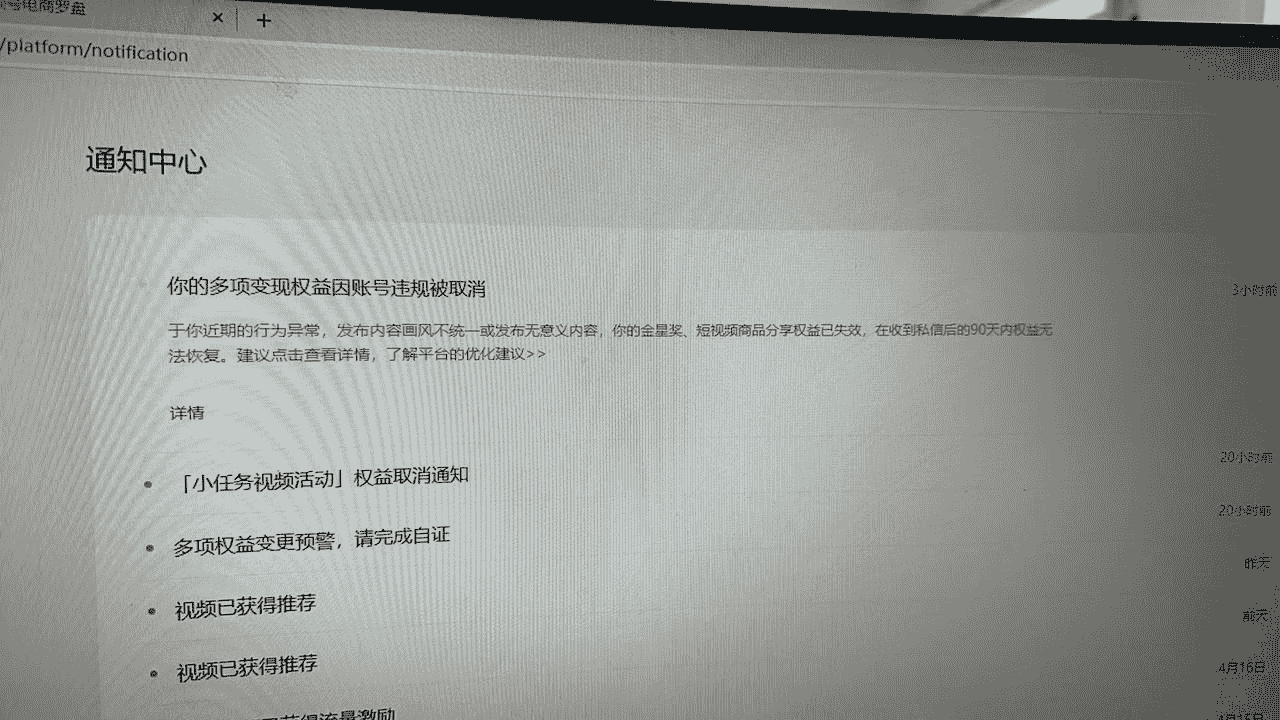 电商罗盘
/platform/notification
通知中心
你的多项变现权益因账号违规被取消
3小时前
于你近期的行为异常，发布内容画风不统一或发布无意义内容，你的金星奖、短视频商品分享权益已失效，在收到私信后的90天内权益无
法恢复。建议点击查看详情，了解平台的优化建议>>
详情
「小任务视频活动」权益取消通知
20小时前
多项权益变更预警，请完成自证
20小时前
视频已获得推荐
昨天
视频已获得推荐
前天
4月16日
获得流量激励